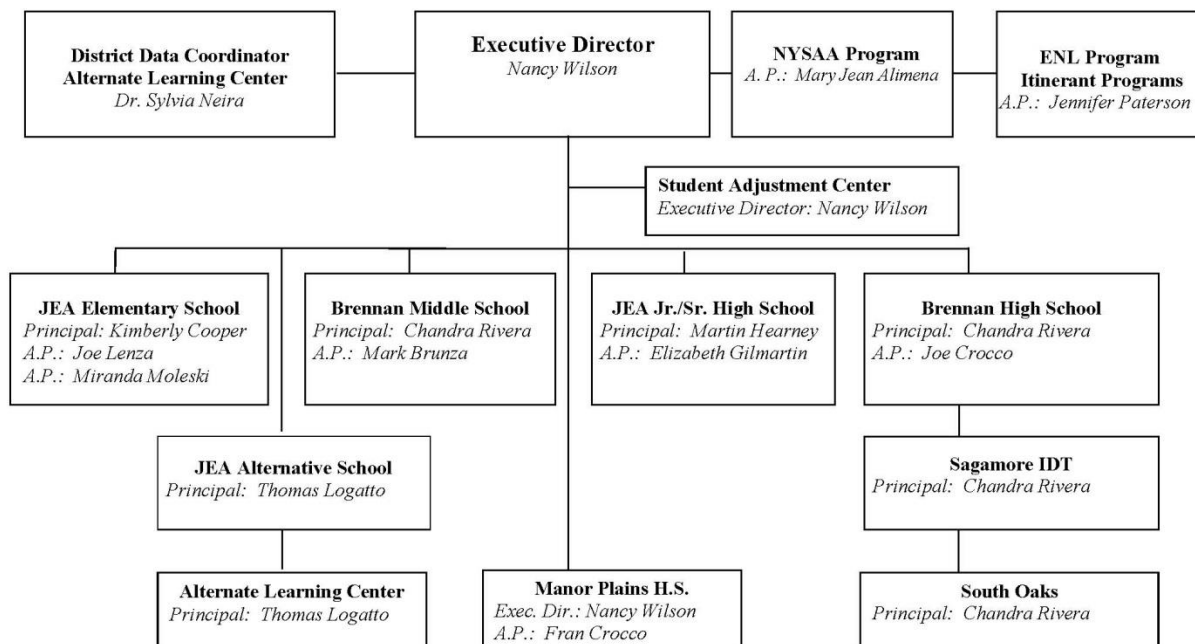 District Data Coordinator
Alternate Learning Center
Dr. Sylvia Neira
Executive Director
Nancy Wilson
NYSAA Program
A. P.: Mary Jean Alimena
ENL Program
Itinerant Programs
A.P.: Jennifer Paterson
Student Adjustment Center
Executive Director: Nancy Wilson
JEA Elementary School
Principal: Kimberly Cooper
A.P.: Joe Lenza
A.P.: Miranda Moleski
Brennan Middle School
Principal: Chandra Rivera
A.P.: Mark Brunza
JEA Jr./Sr. High School
Principal: Martin Hearney
A.P.: Elizabeth Gilmartin
Brennan High School
Principal: Chandra Rivera
A.P.: Joe Crocco
JEA Alternative School
Principal: Thomas Logatto
Sagamore IDT
Principal: Chandra Rivera
Alternate Learning Center
Principal: Thomas Logatto
Manor Plains H.S.
Exec. Dir.: Nancy Wilson
A.P.: Fran Crocco
South Oaks
Principal: Chandra Rivera